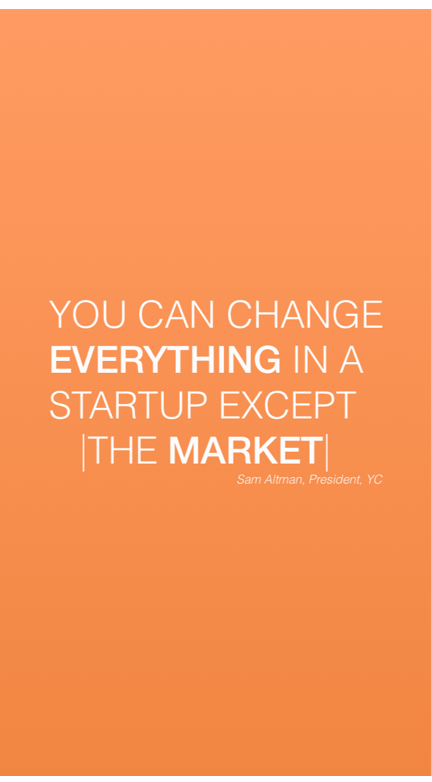 YOU CAN CHANGE
EVERYTHING IN A
STARTUP EXCEPT
|THE MARKET|
Sam Altman, President, YC